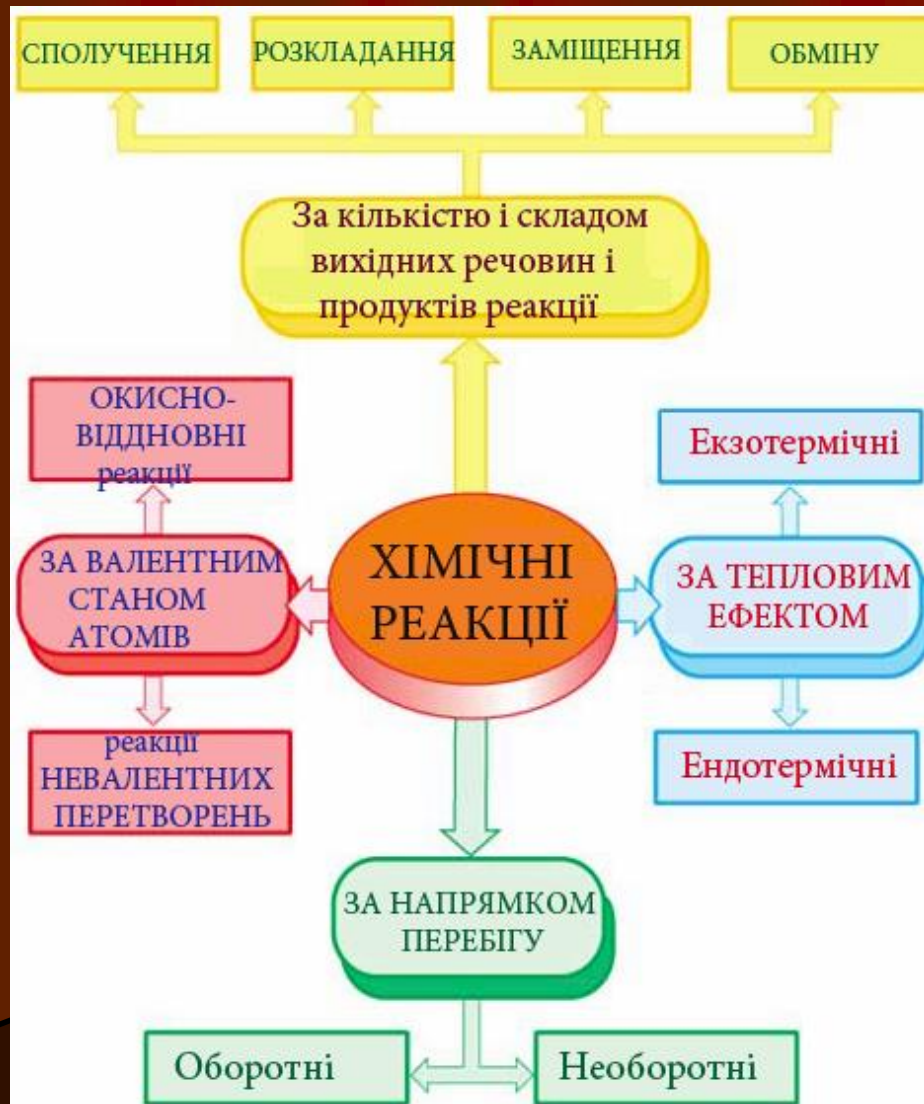 СПОЛУЧЕННЯ
РОЗКЛАДАННЯ
ЗАМІЩЕННЯ
ОБМІНУ
За кількістю і складом
вихідних речовин і
продуктів реакції
ОКИСНО-
ВІДДНОВНІ
реакції
Екзотермічні
ЗА ВАЛЕНТНИМ
СТАНОМ
АТОМІВ
ХІМІЧНІ
РЕАКЦІЇ
ЗА ТЕПЛОВИМ
ЕФЕКТОМ
реакції
НЕВАЛЕНТНИХ
ПЕРЕТВОРЕНЬ
Ендотермічні
ЗА НАПРЯМКОМ
ПЕРЕБІГУ
Оборотні
Необоротні